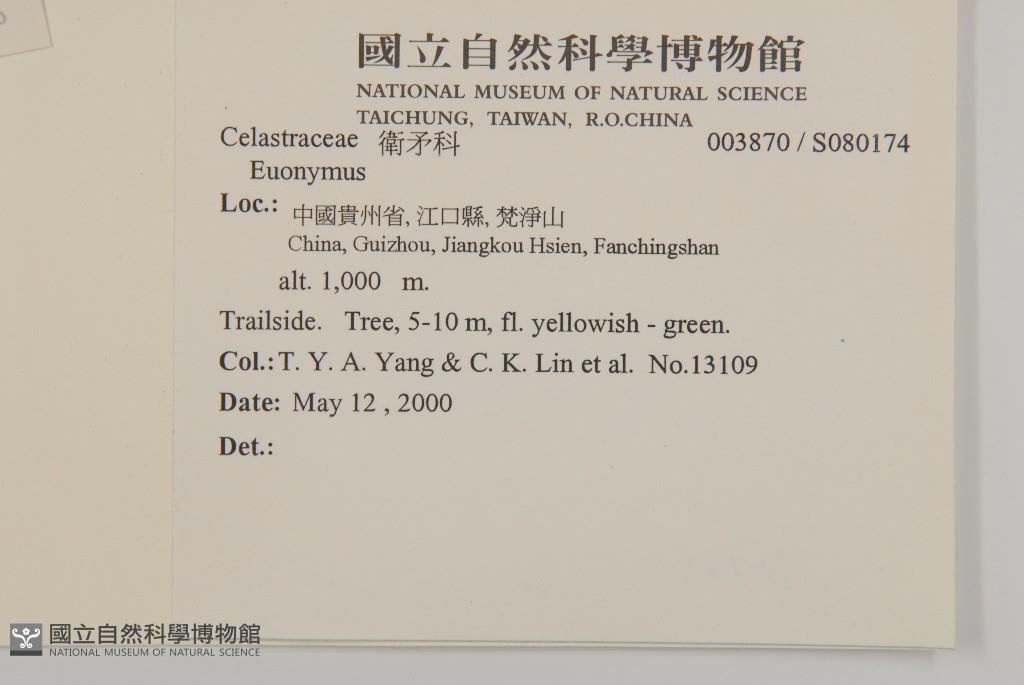 國立自然科學博物館
NATIONAL MUSEUM OF NATURAL SCIENCE
TAICHUNG, TAIWAN, R.O.CHINA
Celastraceae 衛矛科 003870 / S080174
Euonymus
Loc.: 中國貴州省, 江口縣, 梵淨山
China, Guizhou, Jiangkou Hsien, Fanchingshan
alt. 1,000 m.
Trailside. Tree, 5-10 m, fl. yellowish - green.
Col.: T. Y. A. Yang & C. K. Lin et al. No.13109
Date: May 12 , 2000
Det.:
國立自然科學博物館
NATIONAL MUSEUM OF NATURAL SCIENCE